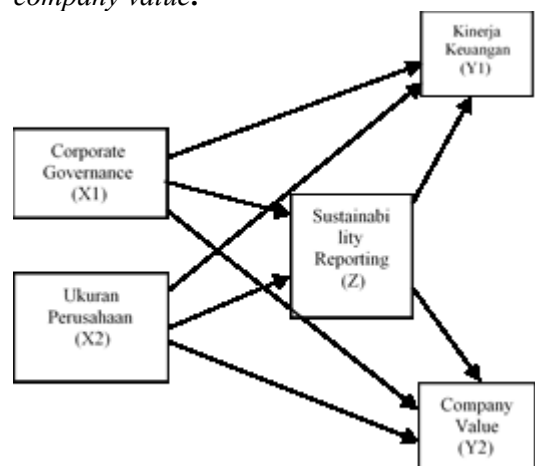 company value.
Kinerja
Keuangan
(Y1)
Corporate
Governance
(X1)
Sustainabi
lity
Reporting
(Z)
Ukuran
Perusahaan
(X2)
Company
Value
(Y2)